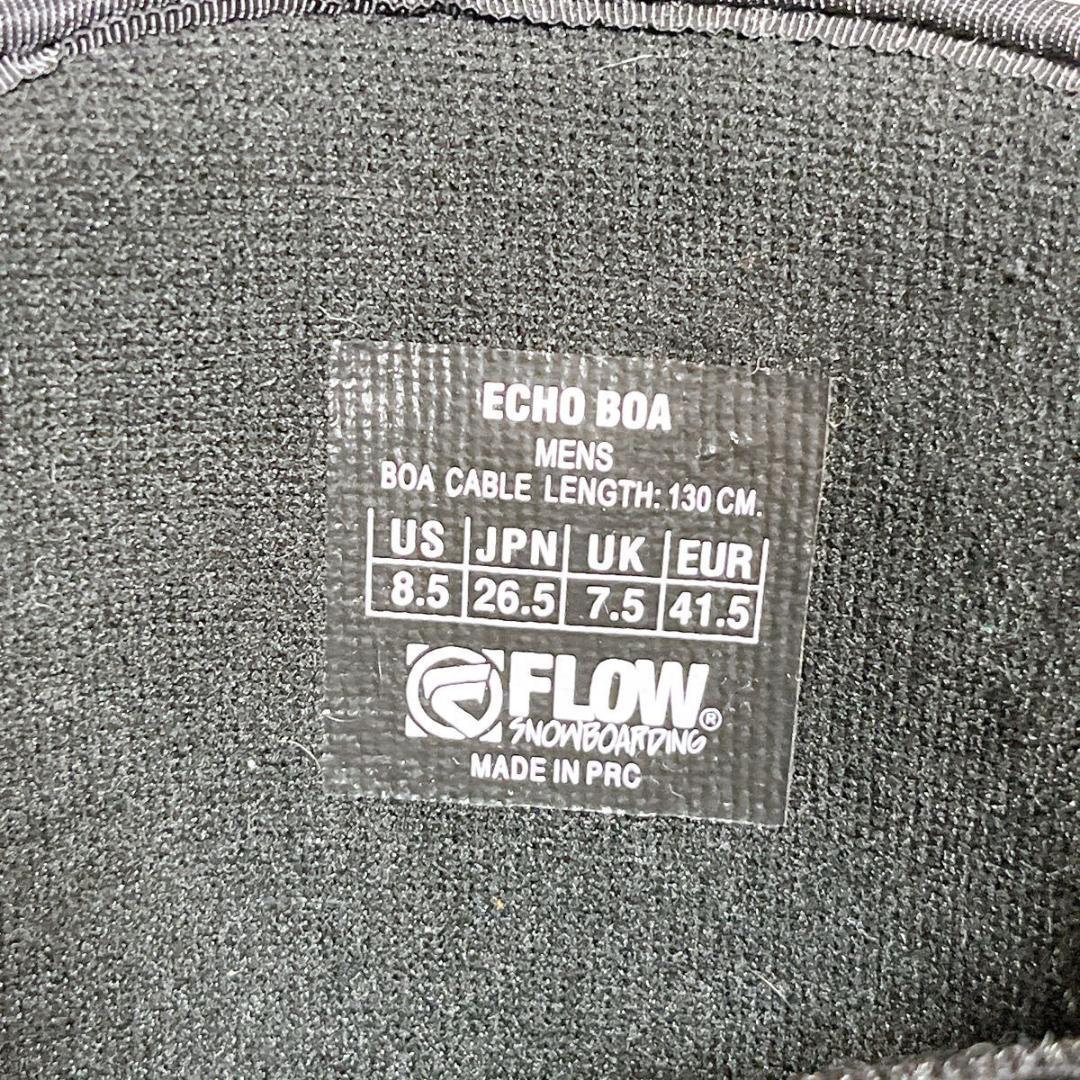 ECHO BOA
MENS
BOA CABLE LENGTH: 130 CM.
US JPN UK EUR
8.5 26.5 7.5 41.5
FLOW®
SNOWBOARDING
MADE IN PRC